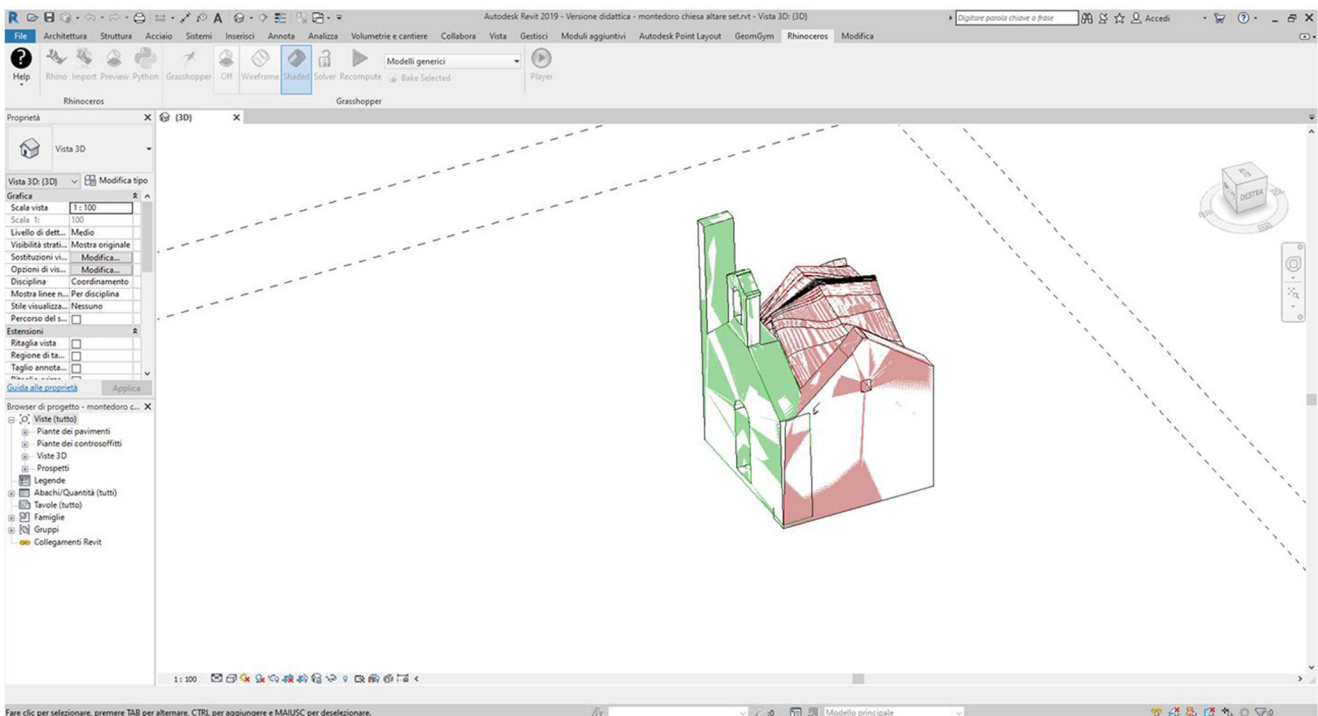 Autodesk Revit 2019 - Versione didattica - montedoro chiesa altare set.rvt - Vista 3D: {3D}
Digitare parola chiave o frase
Accedi
File Architettura Struttura Acciaio Sistemi Inserisci Annota Analizza Volumetrie e cantiere Collabora Vista Gestisci Moduli aggiuntivi Autodesk Point Layout GeomGym Rhinoceros Modifica
Help Rhino Import Preview Python Grasshopper Off Wireframe Shaded Solver Recompute
Modelli generici
Bake Selected
Player
Rhinoceros Grasshopper
Proprietà
{3D}
Vista 3D
Vista 3D: {3D} Modifica tipo
Grafica
Scala vista 1 : 100
Scala 1: 100
Livello di dett... Medio
Visibilità strati... Mostra originale
Sostituzioni vi... Modifica...
Opzioni di vis... Modifica...
Disciplina Coordinamento
Mostra linee n... Per disciplina
Stile visualizza... Nessuno
Percorso del s...
Estensioni
Ritaglia vista
Regione di ta...
Taglio annota...
Guida alle proprietà Applica
Browser di progetto - montedoro c...
Viste (tutto)
Piante dei pavimenti
Piante dei controsoffitti
Viste 3D
Prospetti
Legende
Abachi/Quantità (tutti)
Tavole (tutto)
Famiglie
Gruppi
Collegamenti Revit
DESTRA
1 : 100
Fare clic per selezionare, premere TAB per alternare, CTRL per aggiungere e MAIUSC per deselezionare.
:0
Modello principale
:0